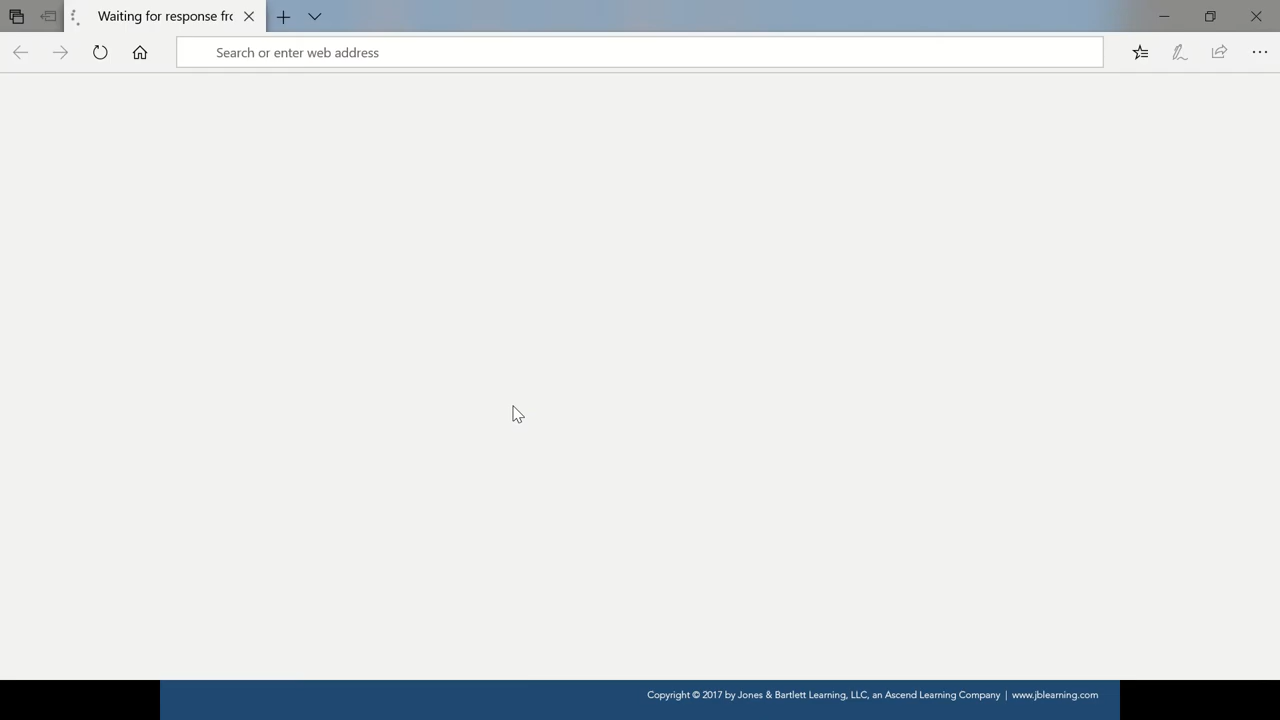 Waiting for response fr
Search or enter web address
Copyright © 2017 by Jones & Bartlett Learning, LLC, an Ascend Learning Company | www.jblearning.com